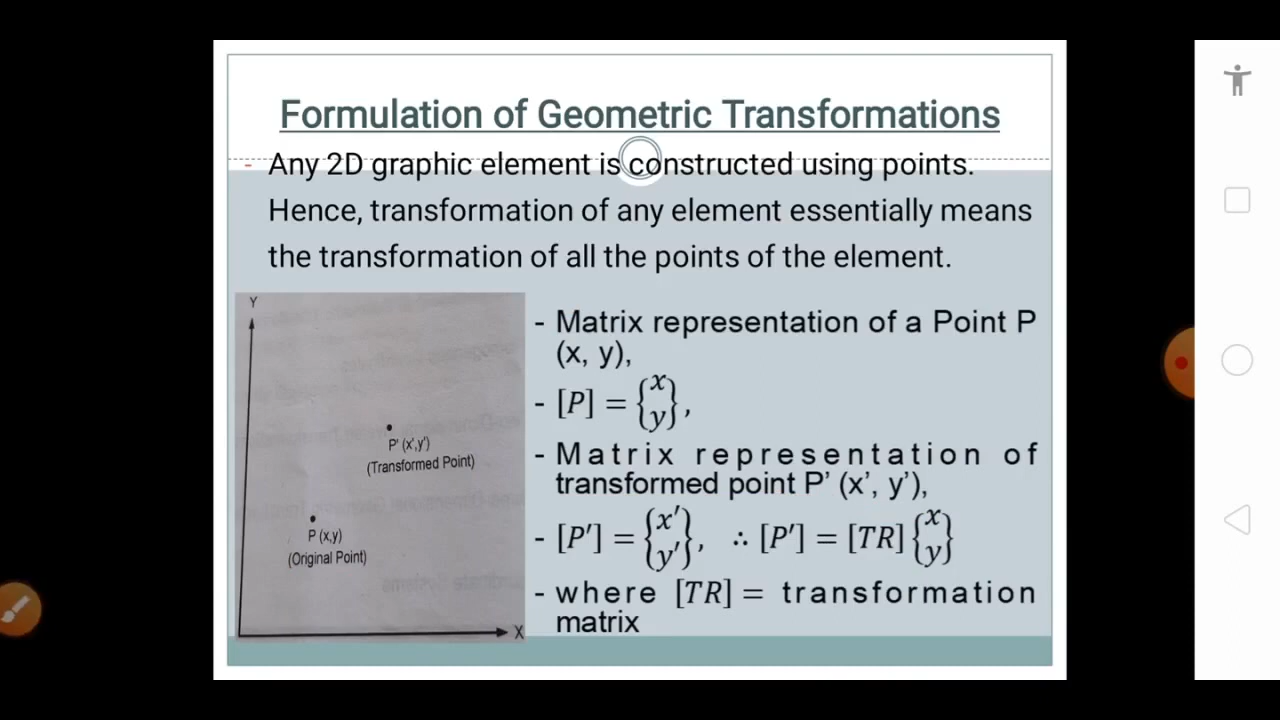 Formulation of Geometric Transformations
- Any 2D graphic element is constructed using points.
Hence, transformation of any element essentially means
the transformation of all the points of the element.
Y
P' (x',y')
(Transformed Point)
P (x,y)
(Original Point)
X
- Matrix representation of a Point P
(x, y),
- [P] = {x y},
- Matrix representation of
transformed point P’ (x’, y’),
- [P′] = {x′ y′}, ∴ [P′] = [TR] {x y}
- where [TR] = transformation
matrix